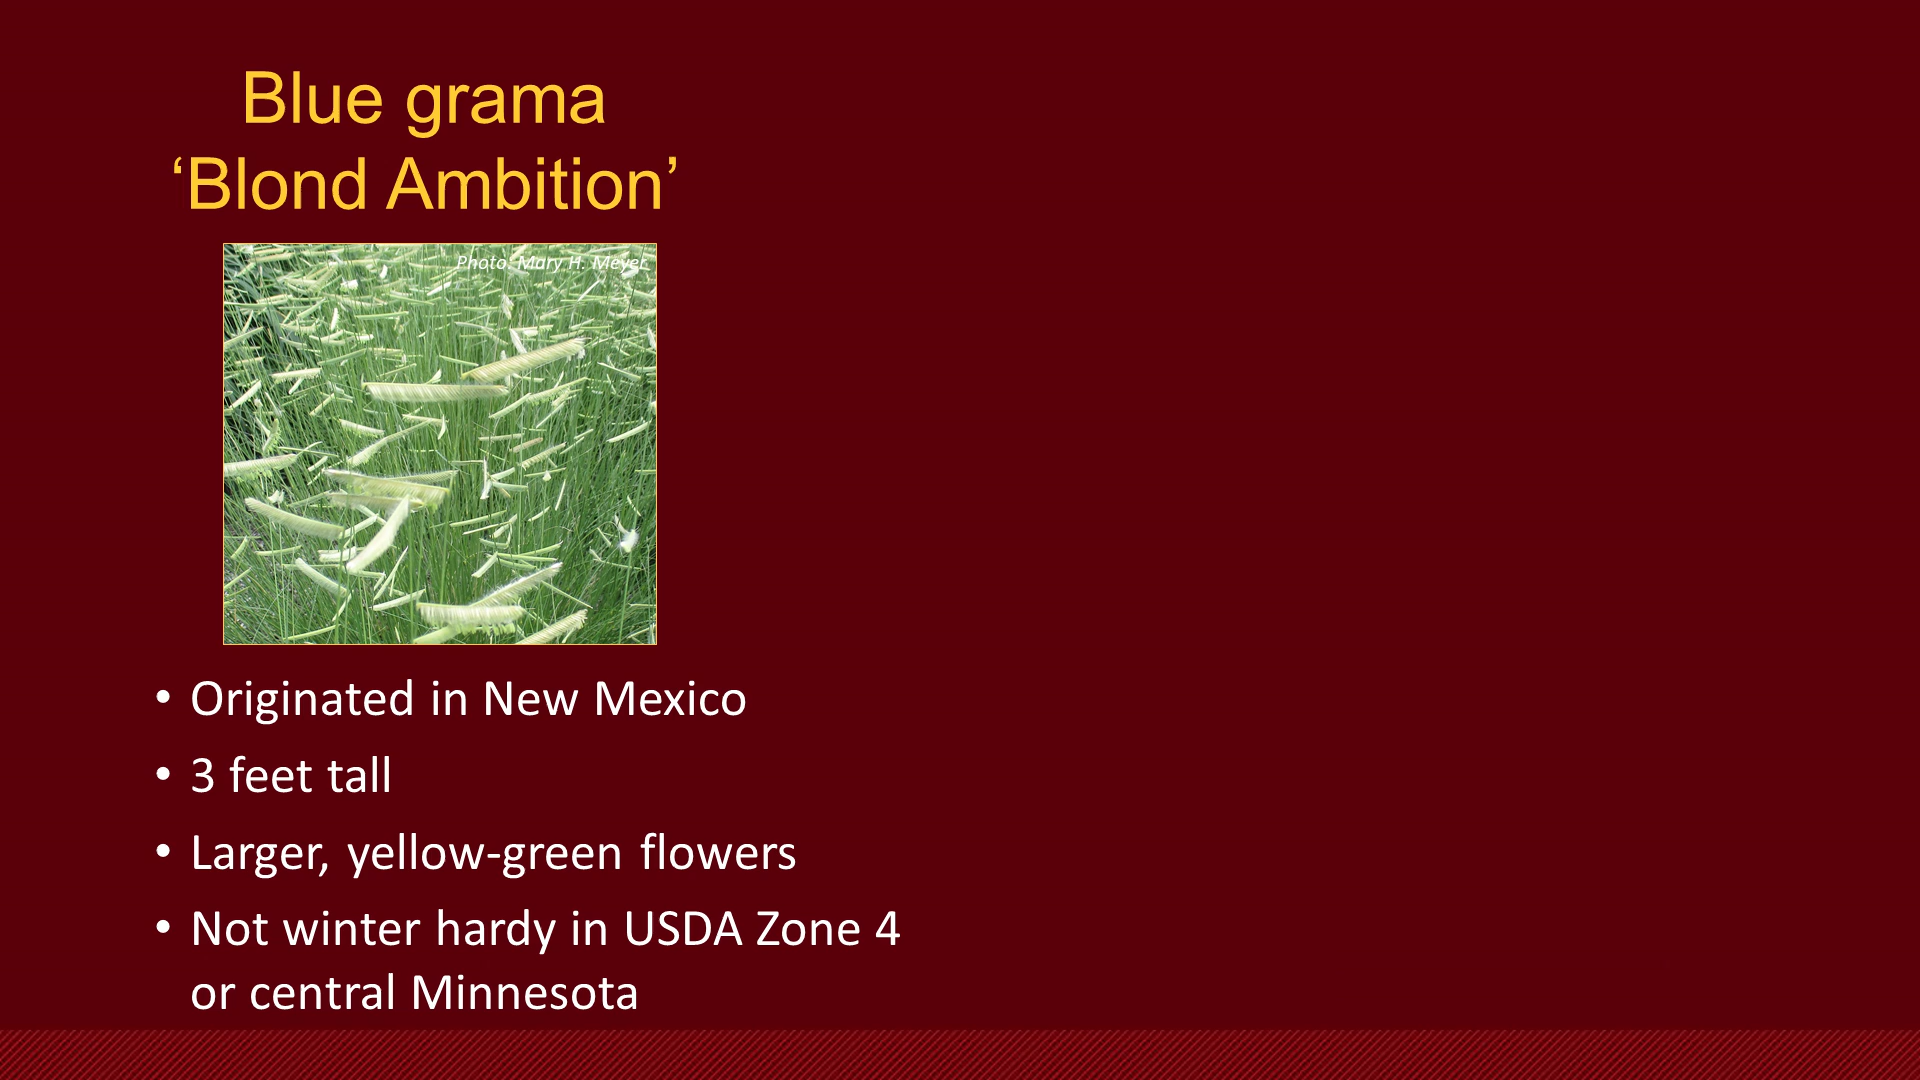 Blue grama
‘Blond Ambition’
Photo: Mary H. Meyer
• Originated in New Mexico
• 3 feet tall
• Larger, yellow-green flowers
• Not winter hardy in USDA Zone 4
or central Minnesota